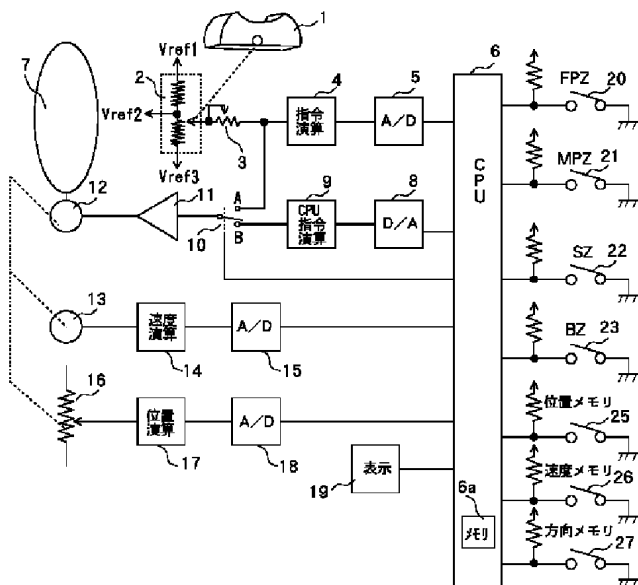 1
Vref1
2
7
Vref2
Vref3
3
4
指令
演算
5
A/D
6
CPU
FPZ
20
MPZ
21
12
11
A
B
10
9
CPU
指令
演算
8
D/A
SZ
22
BZ
23
13
速度
演算
14
A/D
15
16
位置
演算
17
A/D
18
位置メモリ
25
19
表示
速度メモリ
26
6a
メモリ
方向メモリ
27